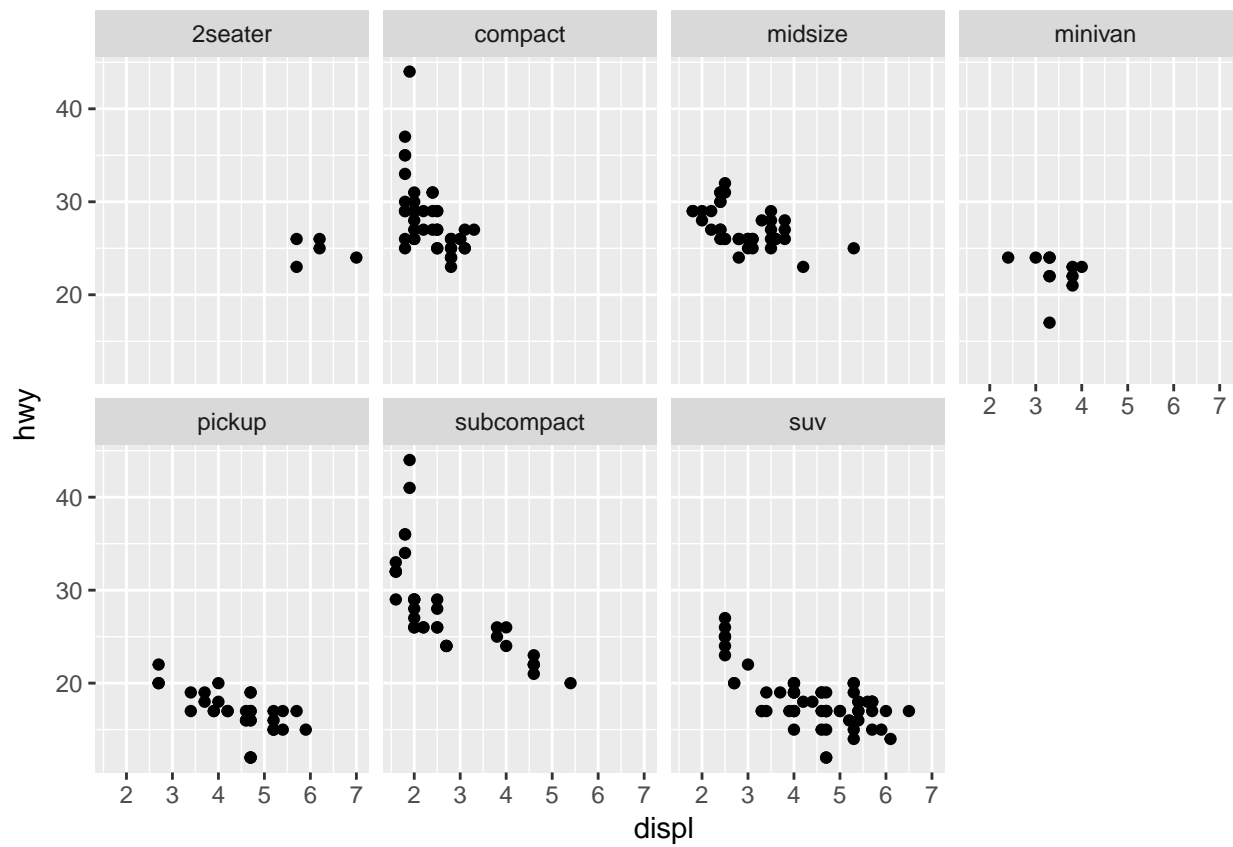 2seater compact midsize minivan
40
30
20
2 3 4 5 6 7
hwy
pickup subcompact suv
40
30
20
2 3 4 5 6 7 2 3 4 5 6 7 2 3 4 5 6 7
displ